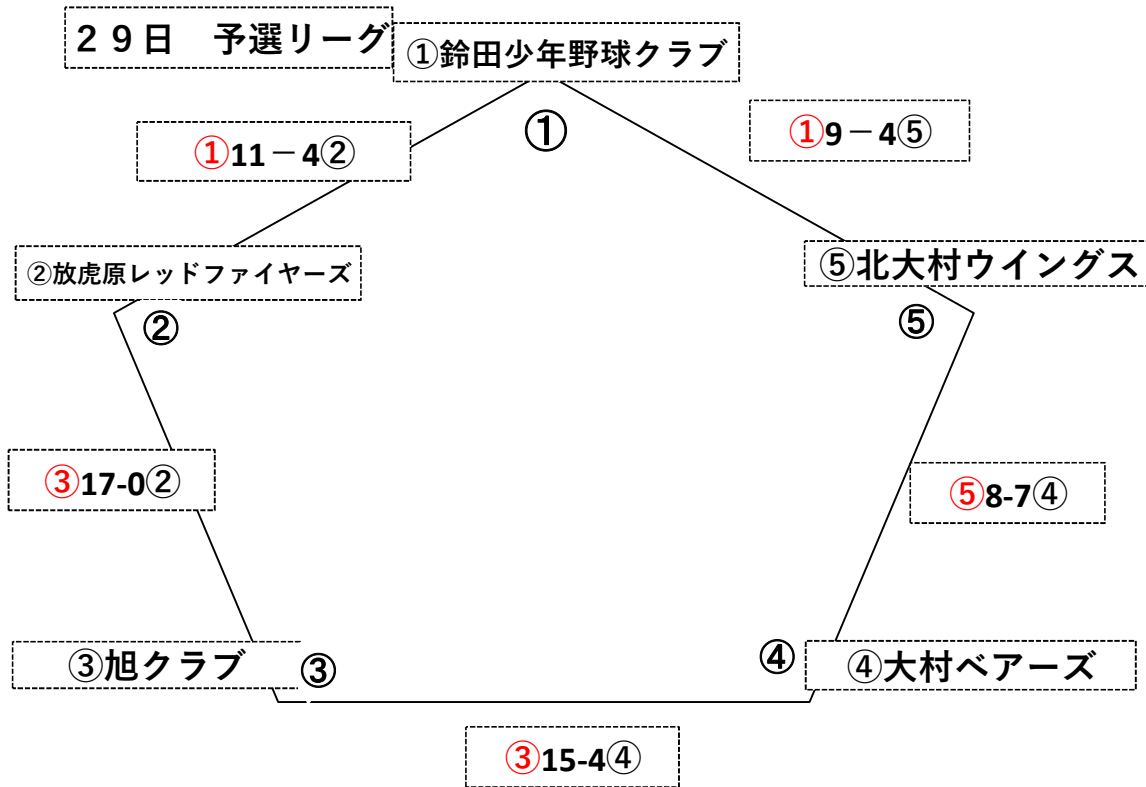 ２９日　予選リーグ
①鈴田少年野球クラブ
①11－4②
①
①9－4⑤
②放虎原レッドファイヤーズ
⑤北大村ウイングス
②
⑤
③17-0②
⑤8-7④
③旭クラブ
③
④
④大村ベアーズ
③15-4④